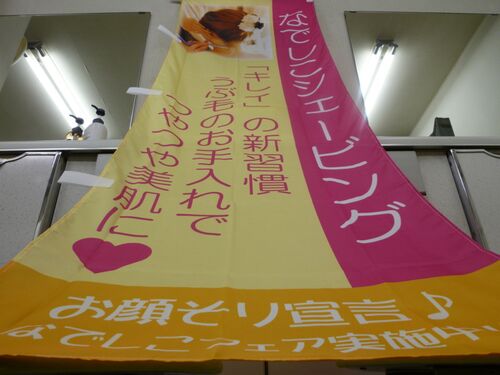 なでしこシェービング
「キレイ」の新習慣
うぶ毛のお手入れで
つやつや美肌に
お顔そり宣言♪
なでしこフェア実施中!